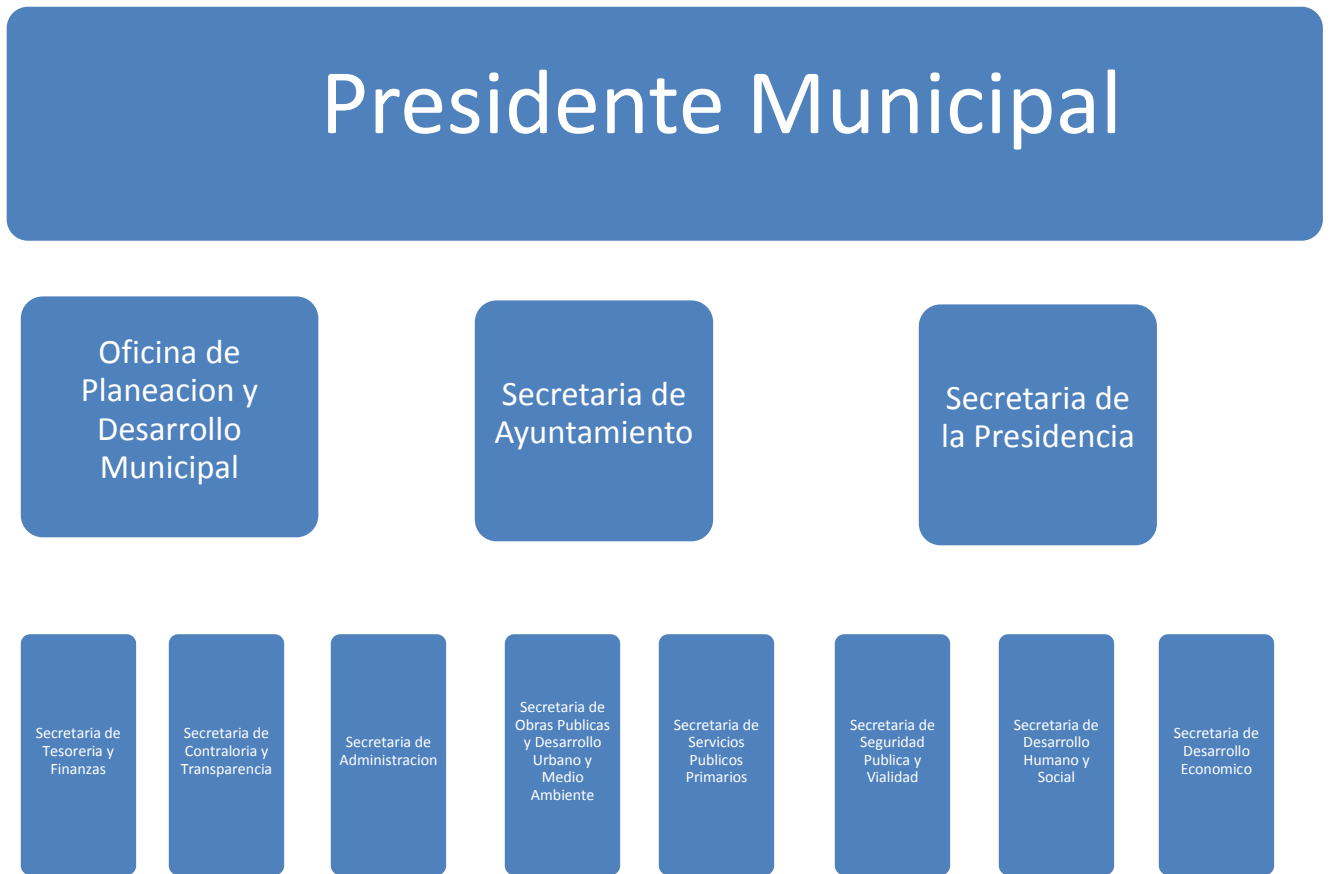 Presidente Municipal
Oficina de
Planeacion y
Desarrollo
Municipal
Secretaria de
Ayuntamiento
Secretaria de
la Presidencia
Secretaria de
Tesoreria y
Finanzas
Secretaria de
Contraloria y
Transparencia
Secretaria de
Administracion
Secretaria de
Obras Publicas
y Desarrollo
Urbano y
Medio
Ambiente
Secretaria de
Servicios
Publicos
Primarios
Secretaria de
Seguridad
Publica y
Vialidad
Secretaria de
Desarrollo
Humano y
Social
Secretaria de
Desarrollo
Economico